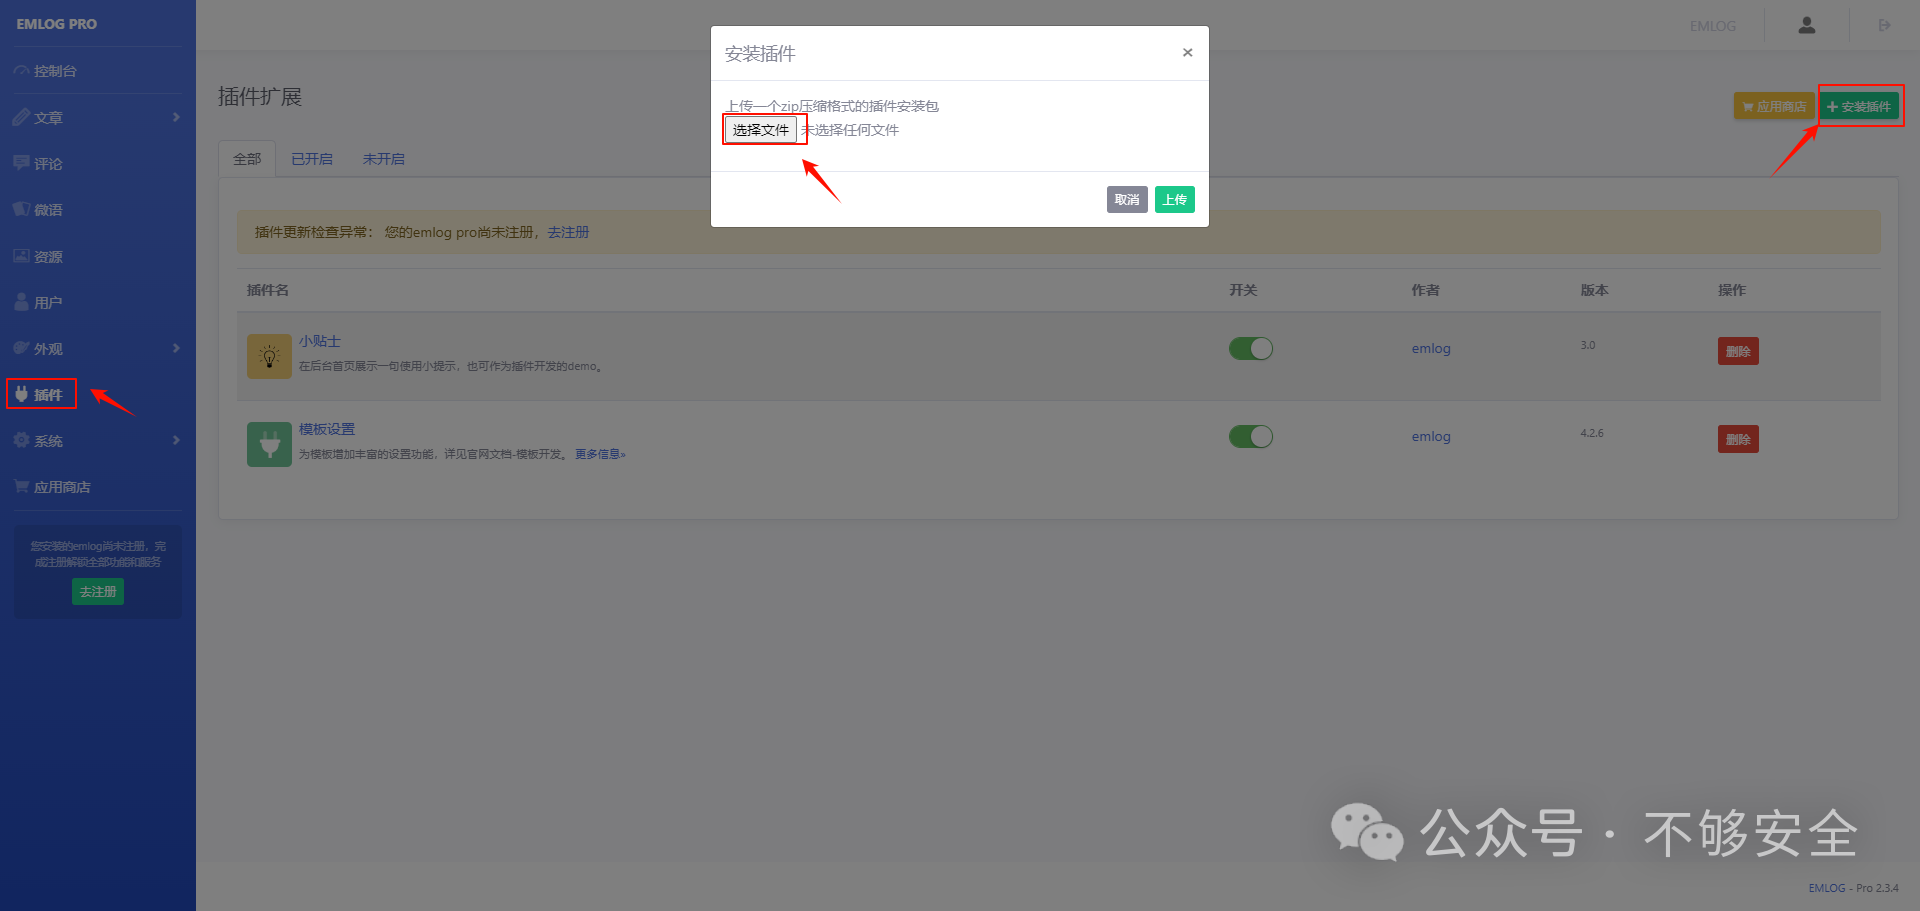 EMLOG PRO
控制台
文章
评论
微语
资源
用户
外观
插件
系统
应用商店
您安装的emlog尚未注册，完
成注册解锁全部功能和服务
去注册
EMLOG
插件扩展
应用商店
安装插件
全部
已开启
未开启
安装插件
×
上传一个zip压缩格式的插件安装包
选择文件 未选择任何文件
取消
上传
插件更新检查异常： 您的emlog pro尚未注册，去注册
插件名 开关 作者 版本 操作
小贴士
在后台首页展示一句使用小提示，也可作为插件开发的demo。
emlog
3.0
删除
模板设置
为模板增加丰富的设置功能，详见官网文档-模板开发。 更多信息»
emlog
4.2.6
删除
公众号 · 不够安全
EMLOG - Pro 2.3.4